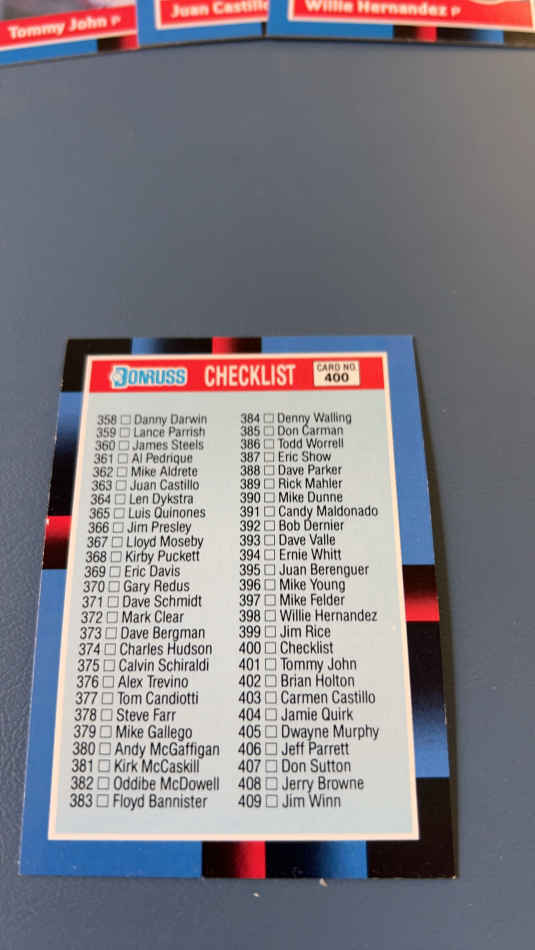 Tommy John P
Juan Castillo
Willie Hernandez P
DONRUSS CHECKLIST CARD NO. 400
358 Danny Darwin
359 Lance Parrish
360 James Steels
361 Al Pedrique
362 Mike Aldrete
363 Juan Castillo
364 Len Dykstra
365 Luis Quinones
366 Jim Presley
367 Lloyd Moseby
368 Kirby Puckett
369 Eric Davis
370 Gary Redus
371 Dave Schmidt
372 Mark Clear
373 Dave Bergman
374 Charles Hudson
375 Calvin Schiraldi
376 Alex Trevino
377 Tom Candiotti
378 Steve Farr
379 Mike Gallego
380 Andy McGaffigan
381 Kirk McCaskill
382 Oddibe McDowell
383 Floyd Bannister
384 Denny Walling
385 Don Carman
386 Todd Worrell
387 Eric Show
388 Dave Parker
389 Rick Mahler
390 Mike Dunne
391 Candy Maldonado
392 Bob Dernier
393 Dave Valle
394 Ernie Whitt
395 Juan Berenguer
396 Mike Young
397 Mike Felder
398 Willie Hernandez
399 Jim Rice
400 Checklist
401 Tommy John
402 Brian Holton
403 Carmen Castillo
404 Jamie Quirk
405 Dwayne Murphy
406 Jeff Parrett
407 Don Sutton
408 Jerry Browne
409 Jim Winn